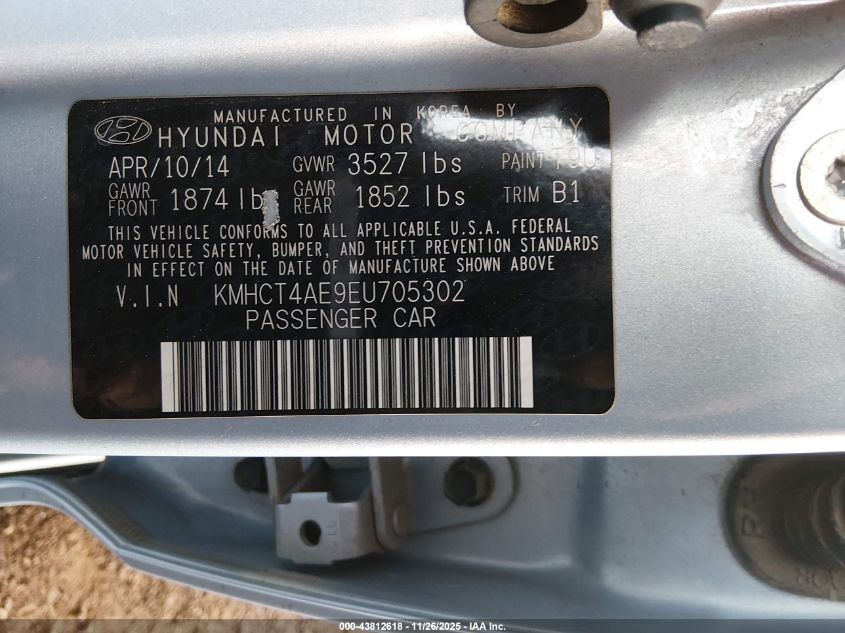 MANUFACTURED IN KOREA BY
HYUNDAI MOTOR COMPANY
APR/10/14 GVWR 3527 lbs PAINT
GAWR FRONT 1874 lbs GAWR REAR 1852 lbs TRIM B1
THIS VEHICLE CONFORMS TO ALL APPLICABLE U.S.A. FEDERAL
MOTOR VEHICLE SAFETY, BUMPER, AND THEFT PREVENTION STANDARDS
IN EFFECT ON THE DATE OF MANUFACTURE SHOWN ABOVE
V.I.N KMHCT4AE9EU705302
PASSENGER CAR
000-43812618 - 11/26/2025 - IAA Inc.